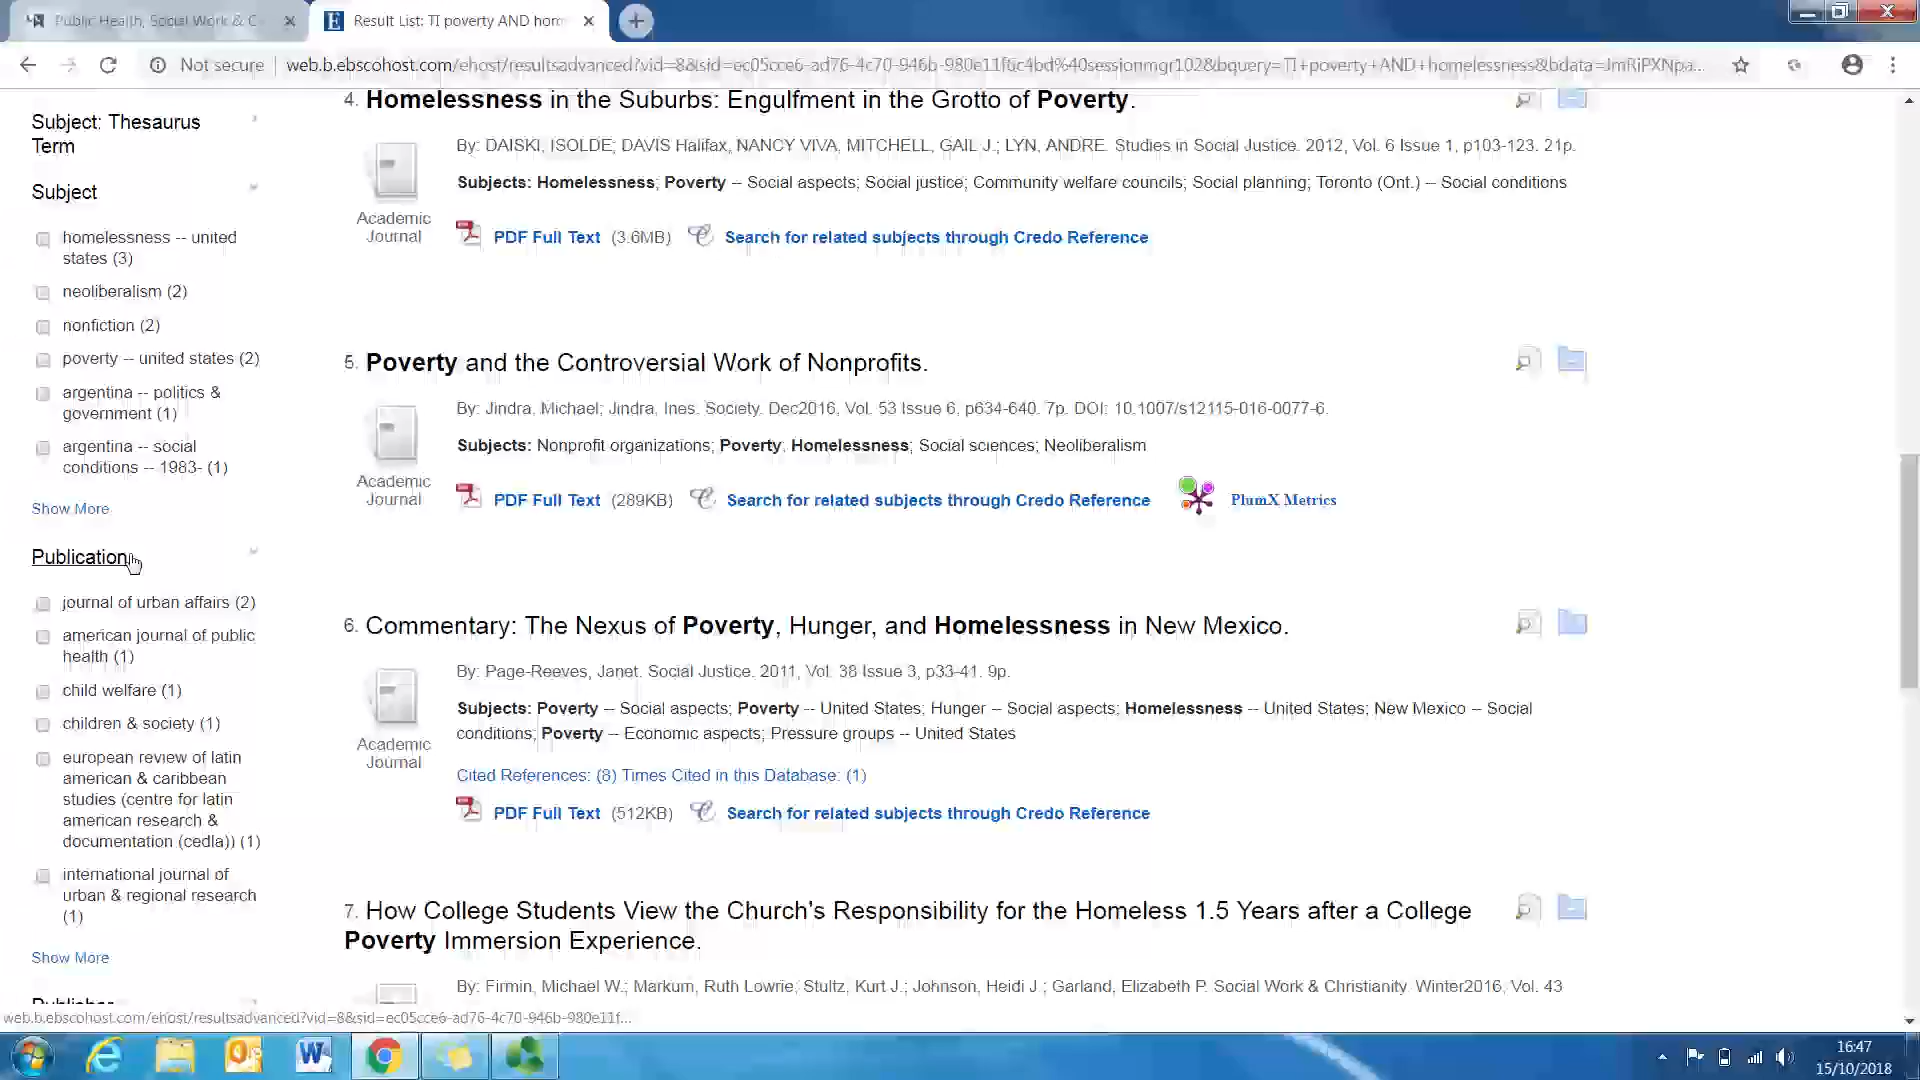 Public Health, Social Work & C
Result List: TI poverty AND hom
Not secure
web.b.ebscohost.com/ehost/resultsadvanced?vid=8&sid=ec05cce6-ad76-4c70-946b-980e11f6c4bd%40sessionmgr102&bquery=TI+poverty+AND+homelessness&bdata=JmRiPXNpa...
Subject: Thesaurus
Term
Subject
homelessness -- united
states (3)
neoliberalism (2)
nonfiction (2)
poverty -- united states (2)
argentina -- politics &
government (1)
argentina -- social
conditions -- 1983- (1)
Show More
Publication
journal of urban affairs (2)
american journal of public
health (1)
child welfare (1)
children & society (1)
european review of latin
american & caribbean
studies (centre for latin
american research &
documentation (cedla)) (1)
international journal of
urban & regional research
(1)
Show More
Publisher
4. Homelessness in the Suburbs: Engulfment in the Grotto of Poverty.
By: DAISKI, ISOLDE; DAVIS Halifax, NANCY VIVA, MITCHELL, GAIL J.; LYN, ANDRE. Studies in Social Justice. 2012, Vol. 6 Issue 1, p103-123. 21p.
Subjects: Homelessness; Poverty -- Social aspects; Social justice; Community welfare councils; Social planning; Toronto (Ont.) -- Social conditions
Academic
Journal
PDF Full Text (3.6MB) Search for related subjects through Credo Reference
5. Poverty and the Controversial Work of Nonprofits.
By: Jindra, Michael; Jindra, Ines. Society. Dec2016, Vol. 53 Issue 6, p634-640. 7p. DOI: 10.1007/s12115-016-0077-6.
Subjects: Nonprofit organizations; Poverty; Homelessness; Social sciences; Neoliberalism
Academic
Journal
PDF Full Text (289KB) Search for related subjects through Credo Reference PlumX Metrics
6. Commentary: The Nexus of Poverty, Hunger, and Homelessness in New Mexico.
By: Page-Reeves, Janet. Social Justice. 2011, Vol. 38 Issue 3, p33-41. 9p.
Subjects: Poverty -- Social aspects; Poverty -- United States; Hunger -- Social aspects; Homelessness -- United States; New Mexico -- Social
conditions; Poverty -- Economic aspects; Pressure groups -- United States
Academic
Journal
Cited References: (8) Times Cited in this Database: (1)
PDF Full Text (512KB) Search for related subjects through Credo Reference
7. How College Students View the Church's Responsibility for the Homeless 1.5 Years after a College
Poverty Immersion Experience.
By: Firmin, Michael W.; Markum, Ruth Lowrie; Stultz, Kurt J.; Johnson, Heidi J.; Garland, Elizabeth P. Social Work & Christianity. Winter2016, Vol. 43
web.b.ebscohost.com/ehost/resultsadvanced?vid=8&sid=ec05cce6-ad76-4c70-946b-980e11f...
16:47
15/10/2018